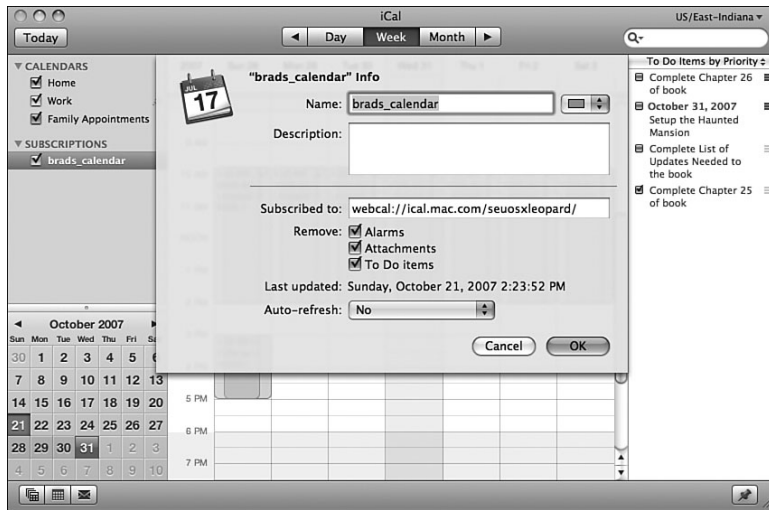 iCal
US/East-Indiana
Today
Day Week Month
CALENDARS
Home
Work
Family Appointments
SUBSCRIPTIONS
brads_calendar
"brads_calendar" Info
JUL
17
Name: brads_calendar
Description:
Subscribed to: webcal://ical.mac.com/seuosxleopard/
Remove: Alarms
Attachments
To Do items
Last updated: Sunday, October 21, 2007 2:23:52 PM
Auto-refresh: No
Cancel OK
To Do Items by Priority
Complete Chapter 26
of book
October 31, 2007
Setup the Haunted
Mansion
Complete List of
Updates Needed to
the book
Complete Chapter 25
of book
October 2007
Sun Mon Tue Wed Thu Fri
30 1 2 3 4 5 6
7 8 9 10 11 12 13
14 15 16 17 18 19 20
21 22 23 24 25 26 27
28 29 30 31 1 2 3
4 5 6 7 8 9 10
5 PM
6 PM
7 PM